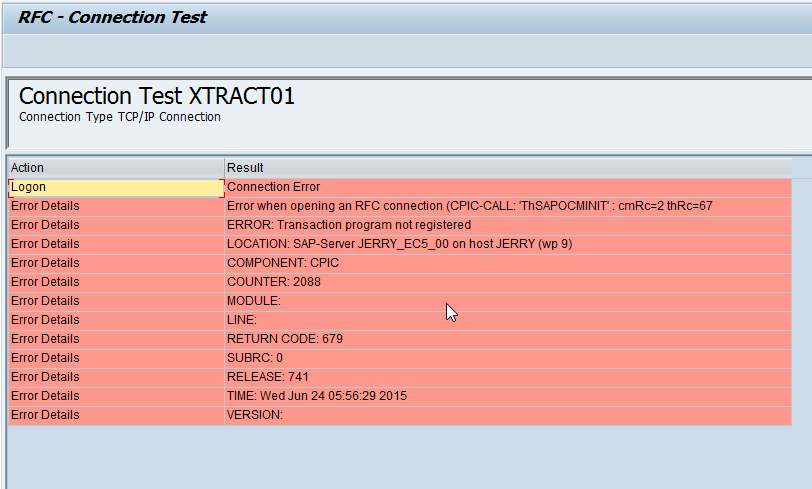 RFC - Connection Test
Connection Test XTRACT01
Connection Type TCP/IP Connection
Action Result
Logon Connection Error
Error Details Error when opening an RFC connection (CPIC-CALL: 'ThSAPOCMINIT' : cmRc=2 thRc=67
Error Details ERROR: Transaction program not registered
Error Details LOCATION: SAP-Server JERRY_EC5_00 on host JERRY (wp 9)
Error Details COMPONENT: CPIC
Error Details COUNTER: 2088
Error Details MODULE:
Error Details LINE:
Error Details RETURN CODE: 679
Error Details SUBRC: 0
Error Details RELEASE: 741
Error Details TIME: Wed Jun 24 05:56:29 2015
Error Details VERSION: